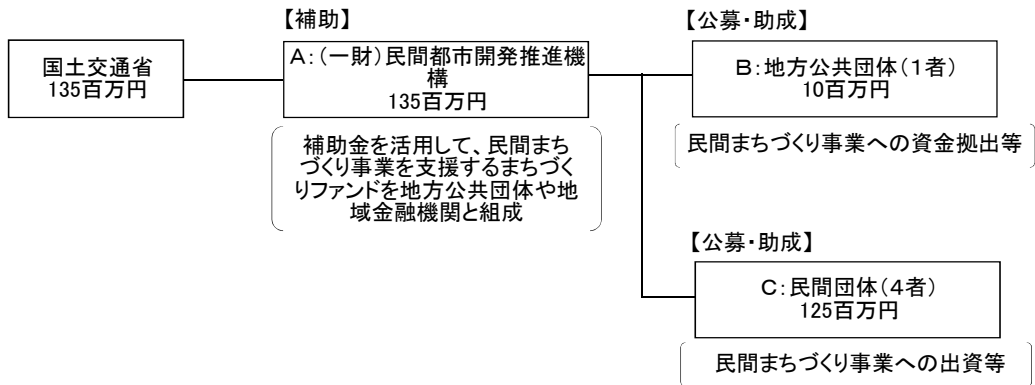 【補助】
【公募・助成】
国土交通省
135百万円
A:(一財)民間都市開発推進機
構
135百万円
B:地方公共団体(1者)
10百万円
補助金を活用して、民間まち
づくり事業を支援するまちづく
りファンドを地方公共団体や地
域金融機関と組成
民間まちづくり事業への資金拠出等
【公募・助成】
C:民間団体(4者)
125百万円
民間まちづくり事業への出資等